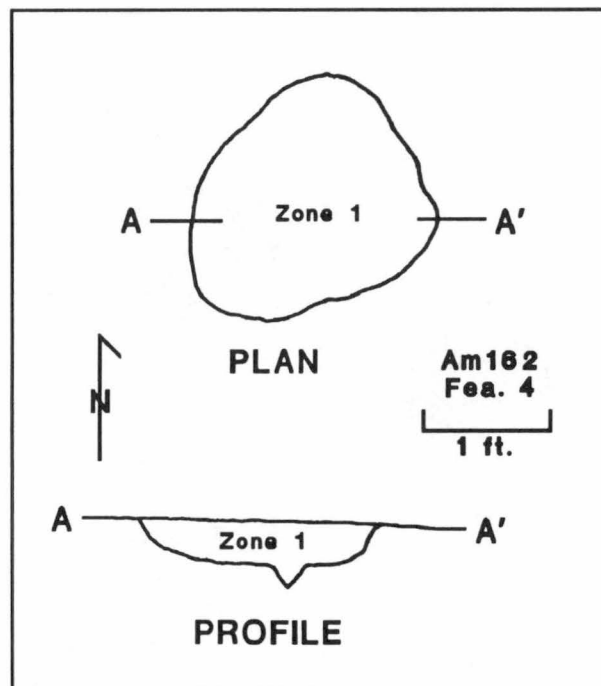 A Zone 1 A'
PLAN
N
Am162
Fea. 4
1 ft.
A Zone 1 A'
PROFILE